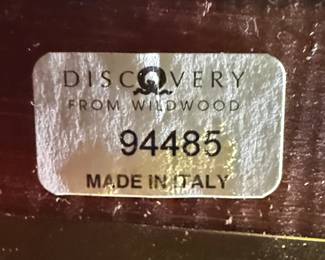 DISCOVERY
FROM WILDWOOD
94485
MADE IN ITALY